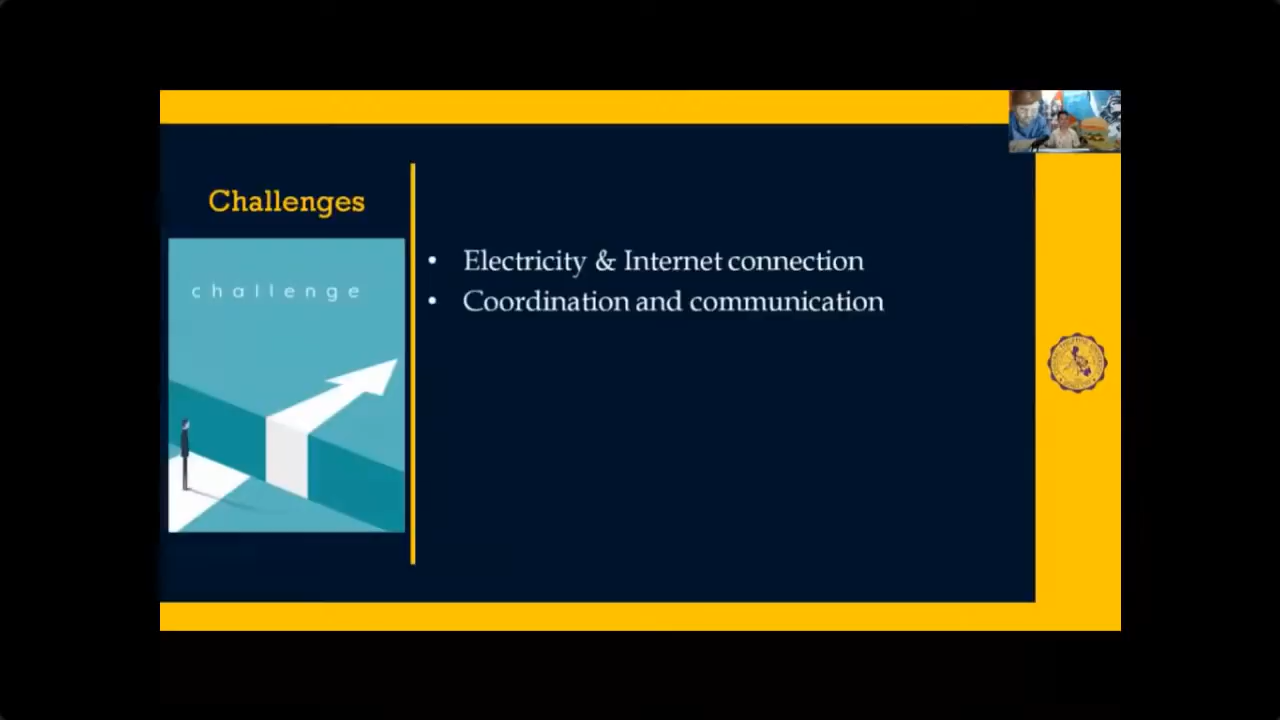 Challenges
challenge
• Electricity & Internet connection
• Coordination and communication